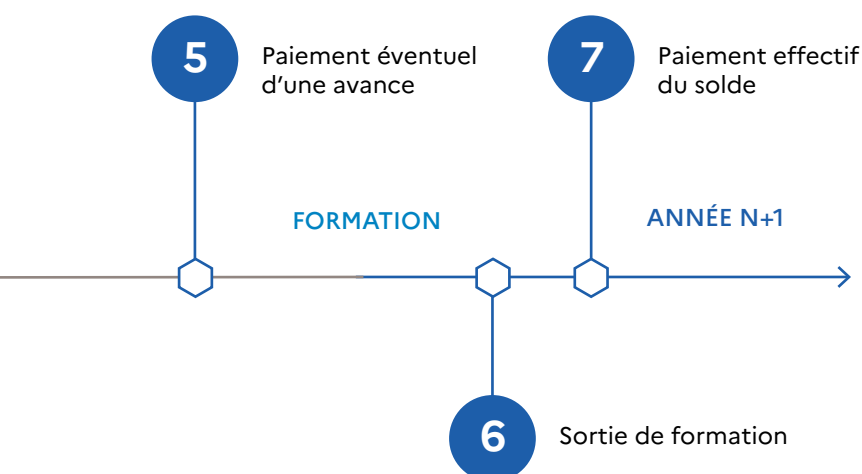 5
Paiement éventuel
d'une avance
7
Paiement effectif
du solde
FORMATION
ANNÉE N+1
6
Sortie de formation